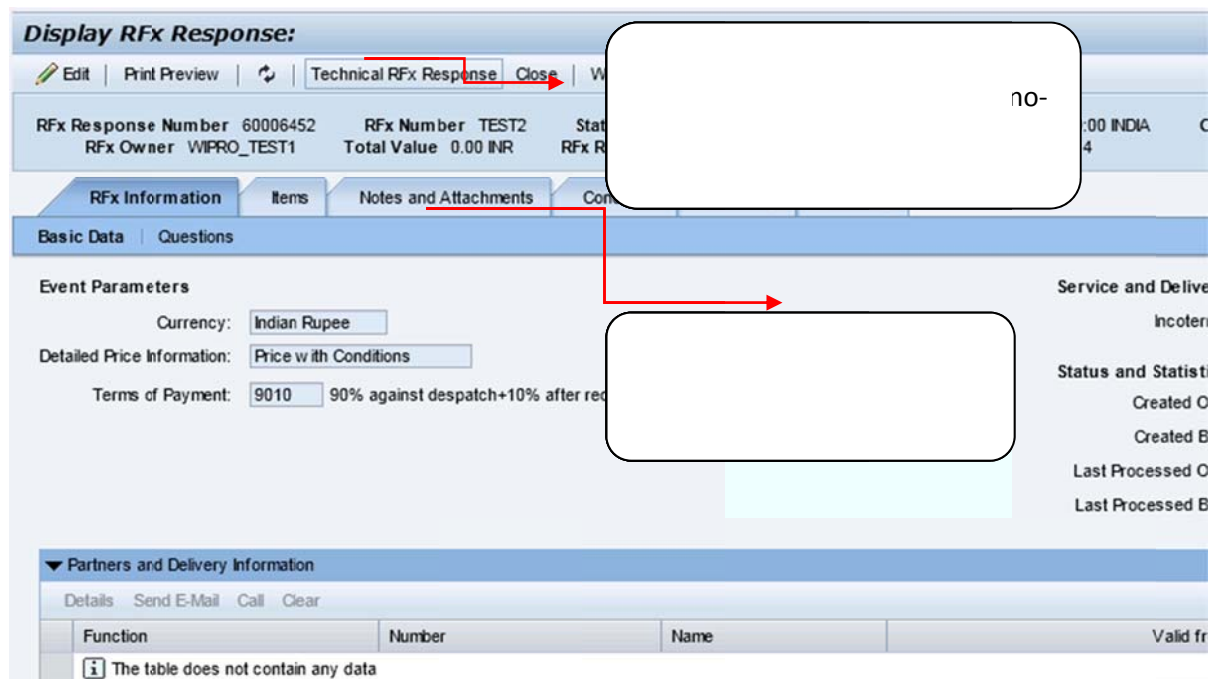 Display RFx Response:
Edit | Print Preview | | Technical RFx Response Close | W
no-
RFx Response Number 60006452 RFx Number TEST2 Stat :00 INDIA C
RFx Owner WIPRO_TEST1 Total Value 0.00 INR RFx R 4
RFx Information Items Notes and Attachments Con
Basic Data | Questions
Event Parameters Service and Delive
Currency: Indian Rupee Incoter
Detailed Price Information: Price with Conditions
Status and Statisti
Terms of Payment: 9010 90% against despatch+10% after rec
Created O
Created B
Last Processed O
Last Processed B
Partners and Delivery Information
Details Send E-Mail Call Clear
Function Number Name Valid fr
The table does not contain any data